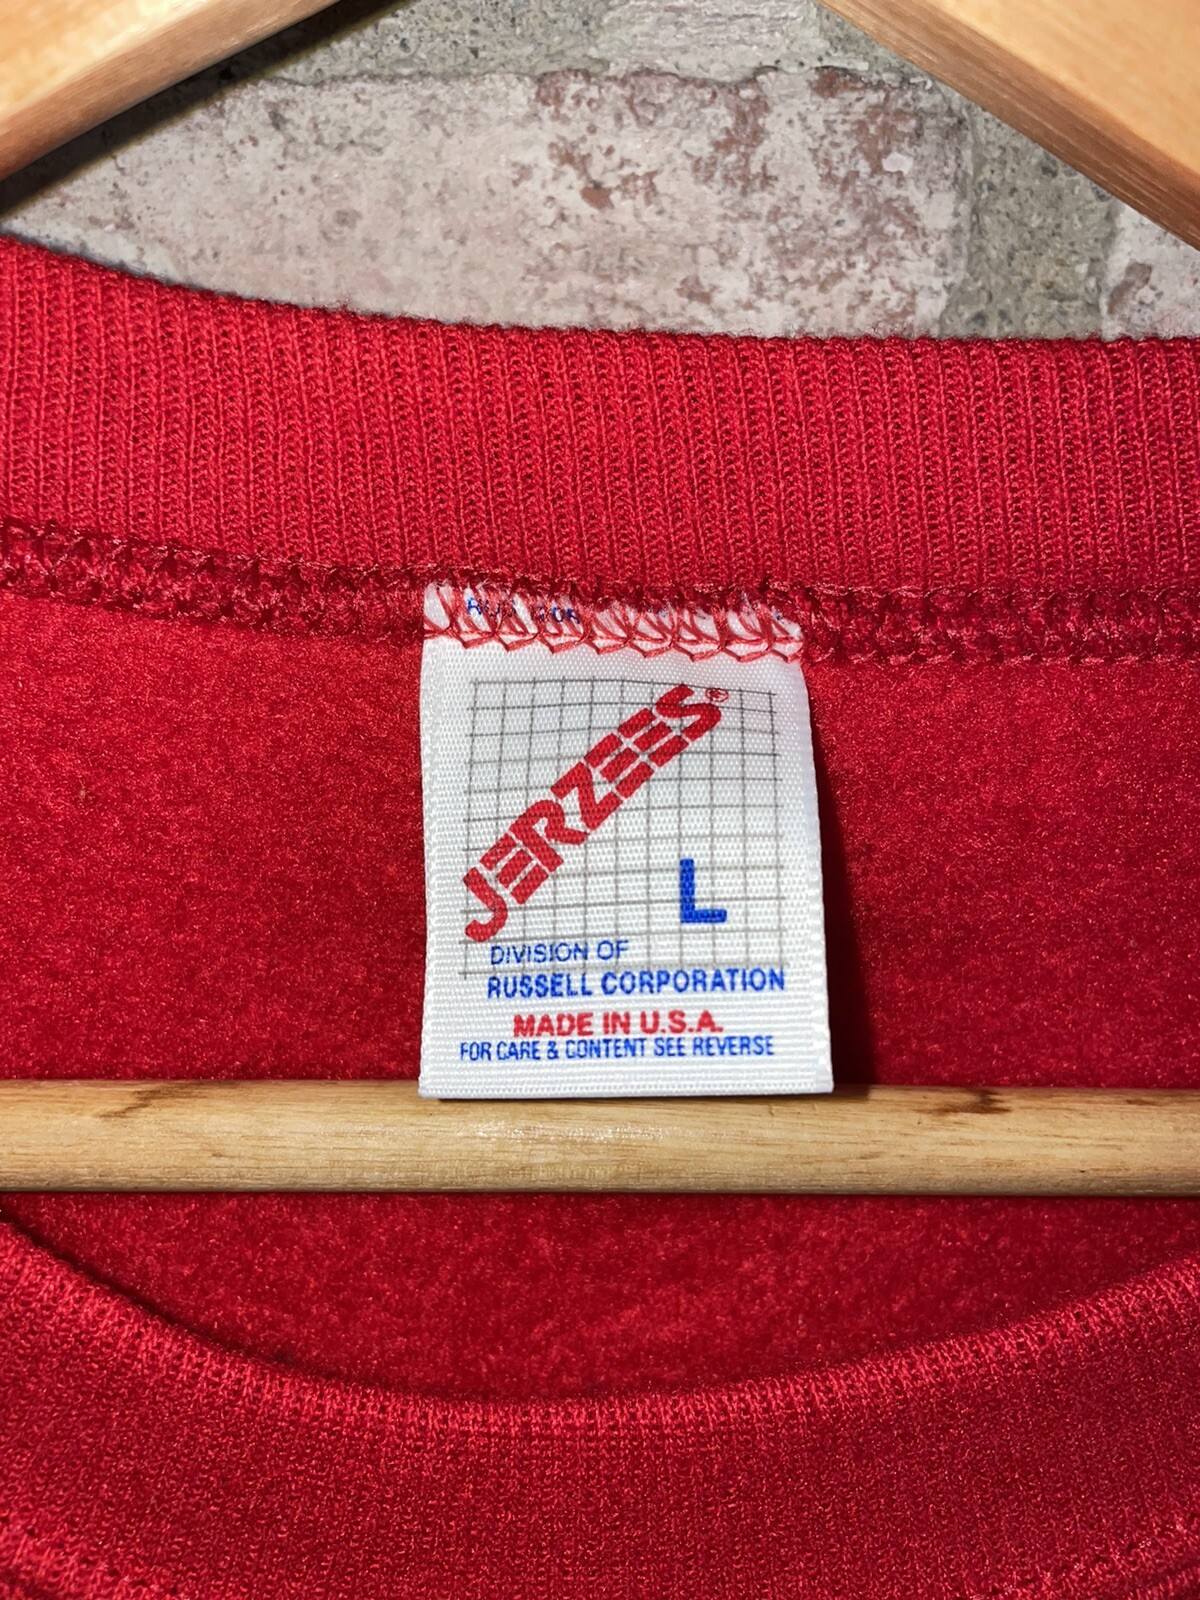 JERZEES®
L
DIVISION OF
RUSSELL CORPORATION
MADE IN U.S.A.
FOR CARE & CONTENT SEE REVERSE